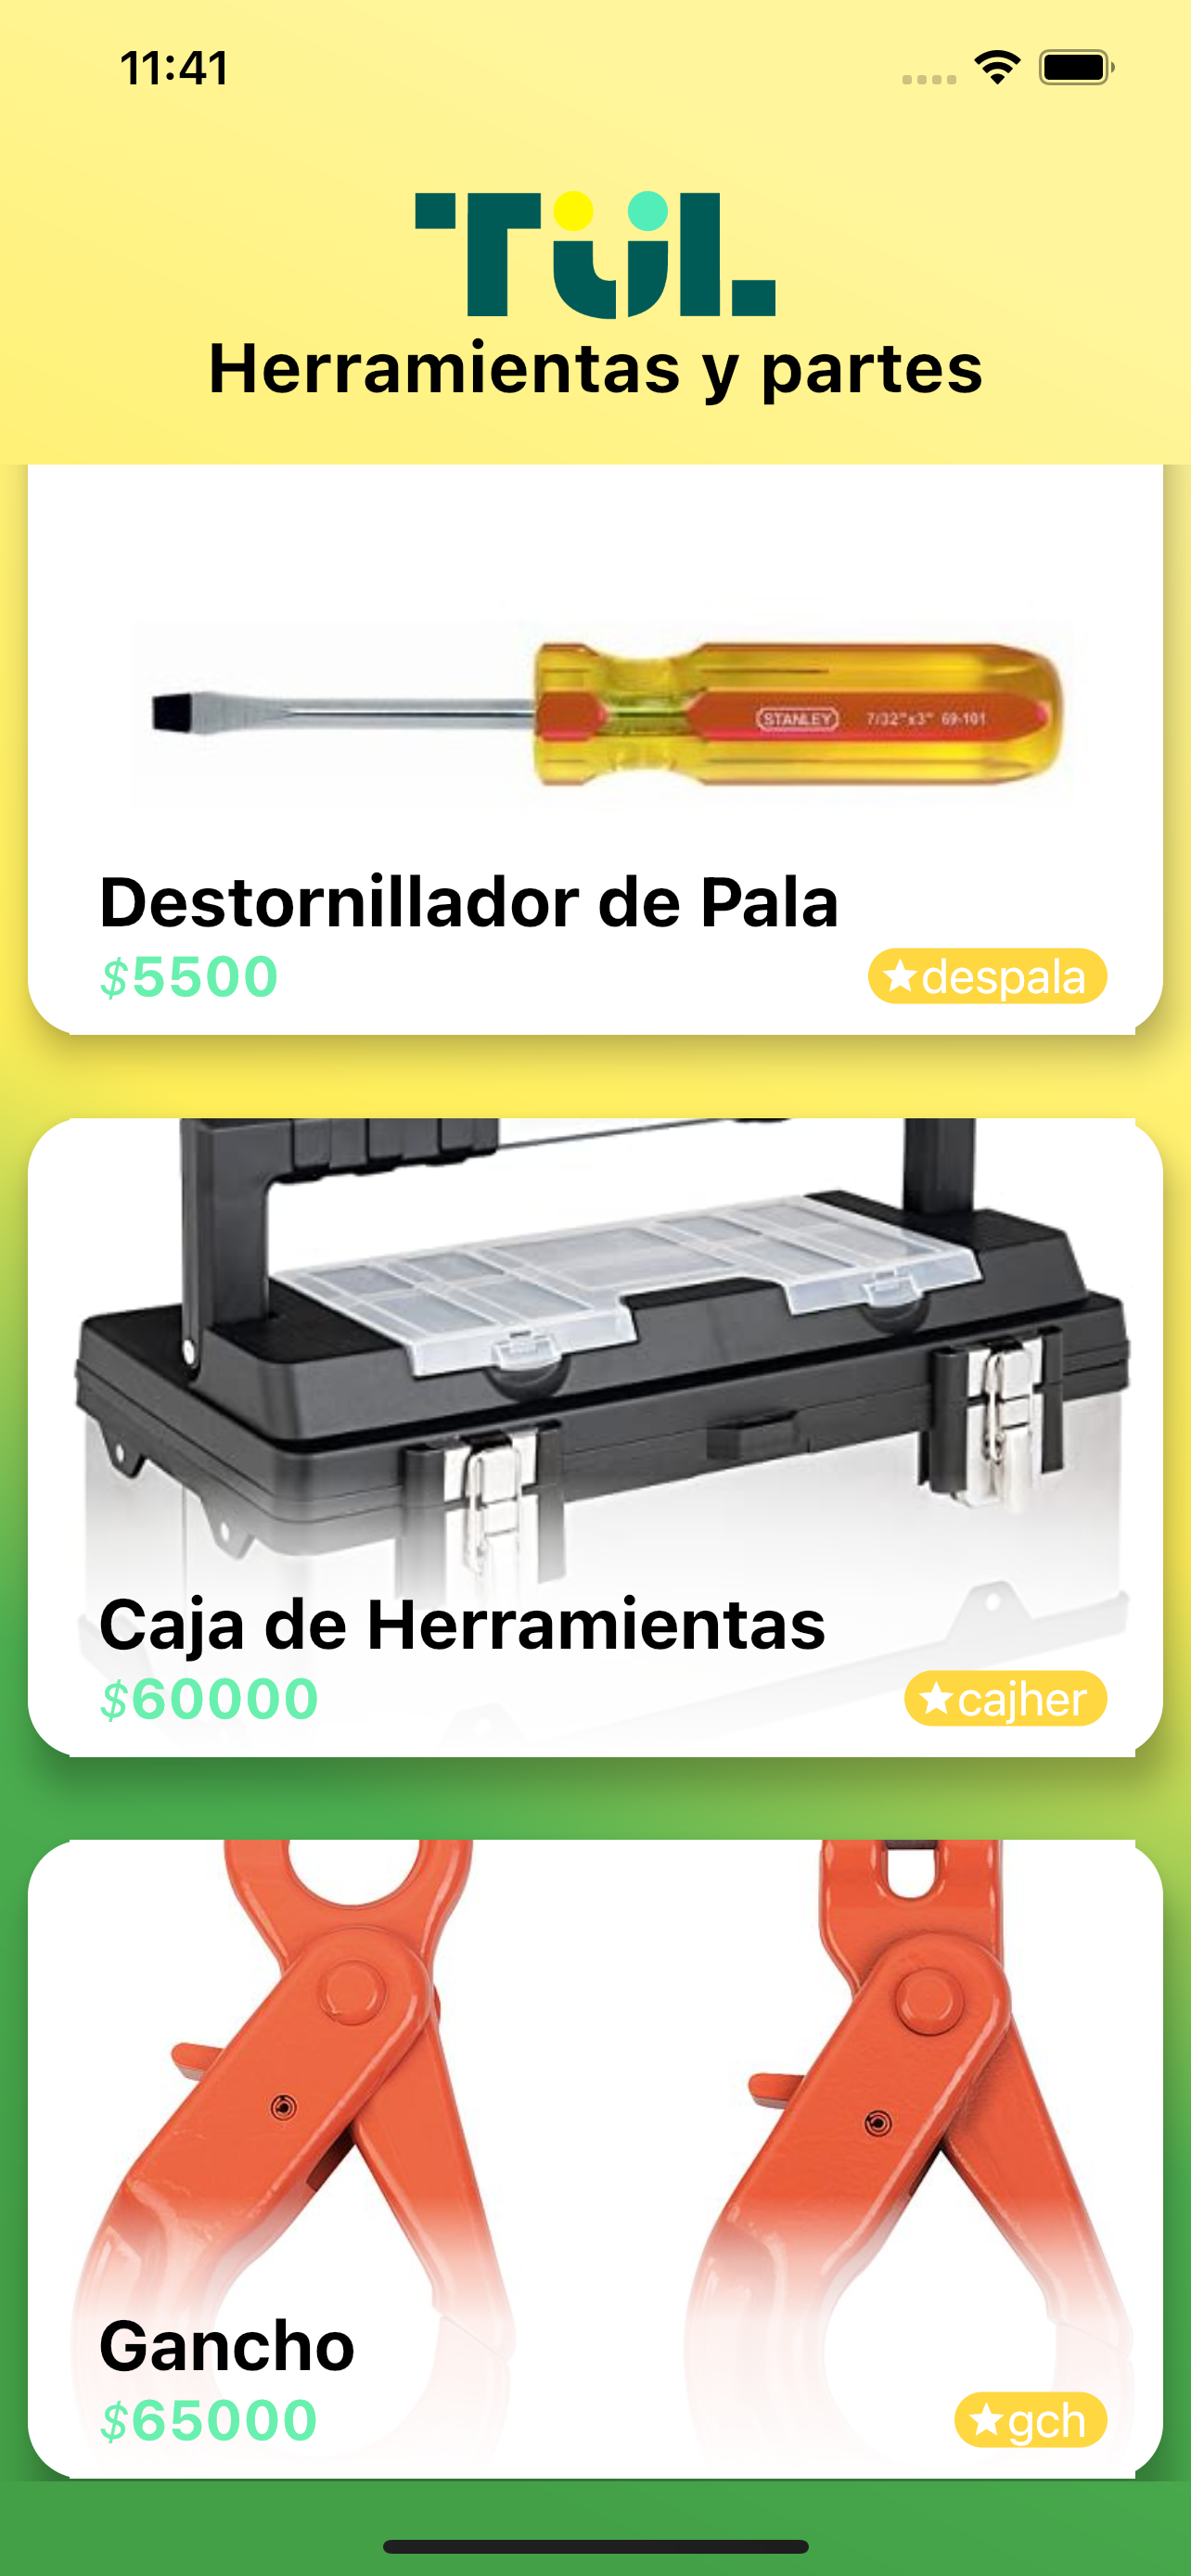 11:41
TÜL
Herramientas y partes
STANLEY 7/32"x3" 69-101
Destornillador de Pala
$5500
despala
Caja de Herramientas
$60000
cajher
Gancho
$65000
gch